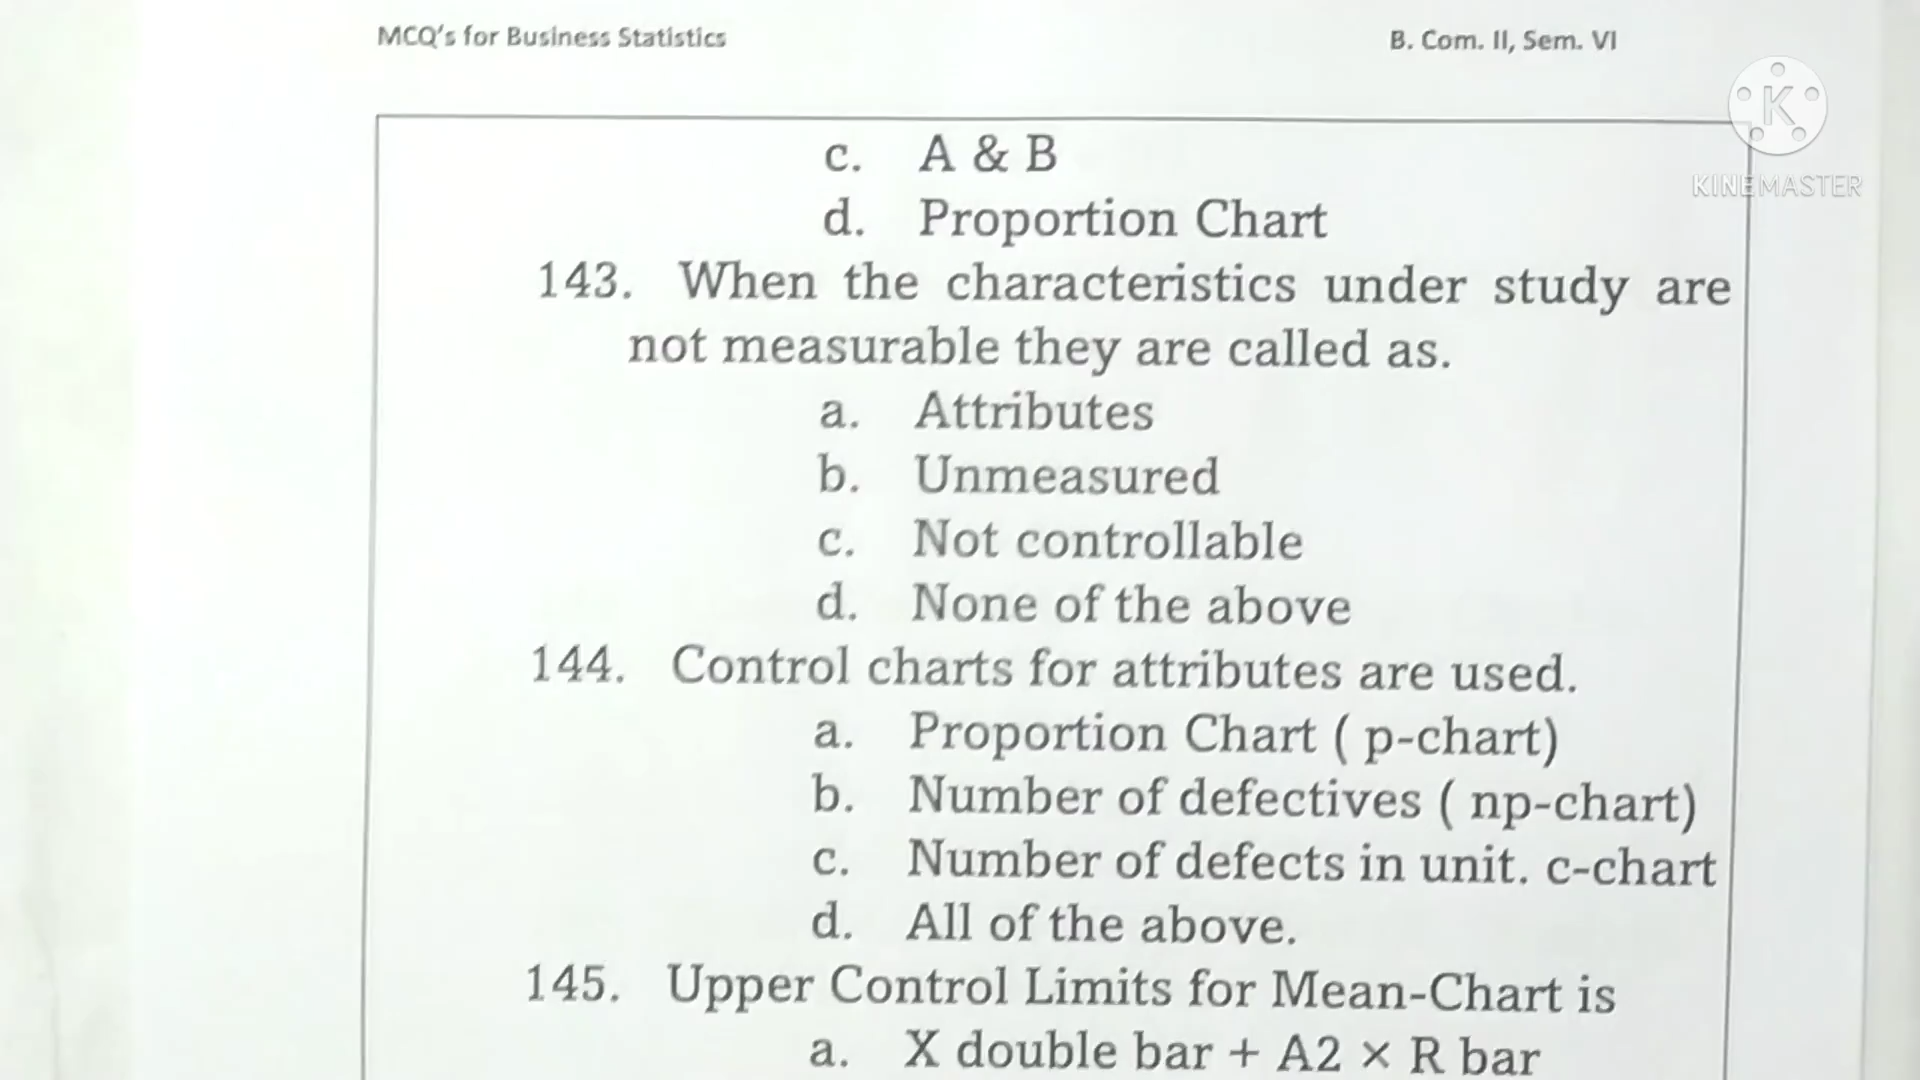 MCQ's for Business Statistics
B. Com. II, Sem. VI
K
KINEMASTER
c. A & B
d. Proportion Chart
143. When the characteristics under study are
not measurable they are called as.
a. Attributes
b. Unmeasured
c. Not controllable
d. None of the above
144. Control charts for attributes are used.
a. Proportion Chart ( p-chart)
b. Number of defectives ( np-chart)
c. Number of defects in unit. c-chart
d. All of the above.
145. Upper Control Limits for Mean-Chart is
a. X double bar + A2 × R bar